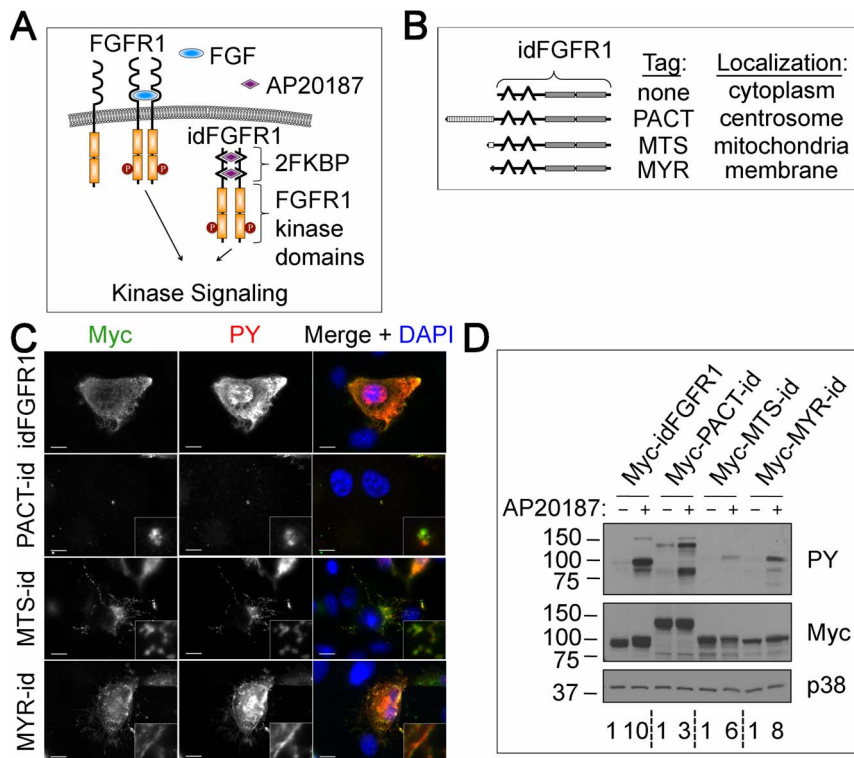 A
FGFR1
FGF
AP20187
idFGFR1
2FKBP
FGFR1
kinase
domains
P P
P P
Kinase Signaling
B
idFGFR1 Tag: Localization:
none cytoplasm
PACT centrosome
MTS mitochondria
MYR membrane
C
Myc PY Merge + DAPI
idFGFR1
PACT-id
MTS-id
MYR-id
D
Myc-idFGFR1
Myc-PACT-id
Myc-MTS-id
Myc-MYR-id
AP20187: – + – + – + – +
150 –
100 –
75 –
PY
150 –
100 –
75 –
Myc
37 –
p38
1 10 1 3 1 6 1 8